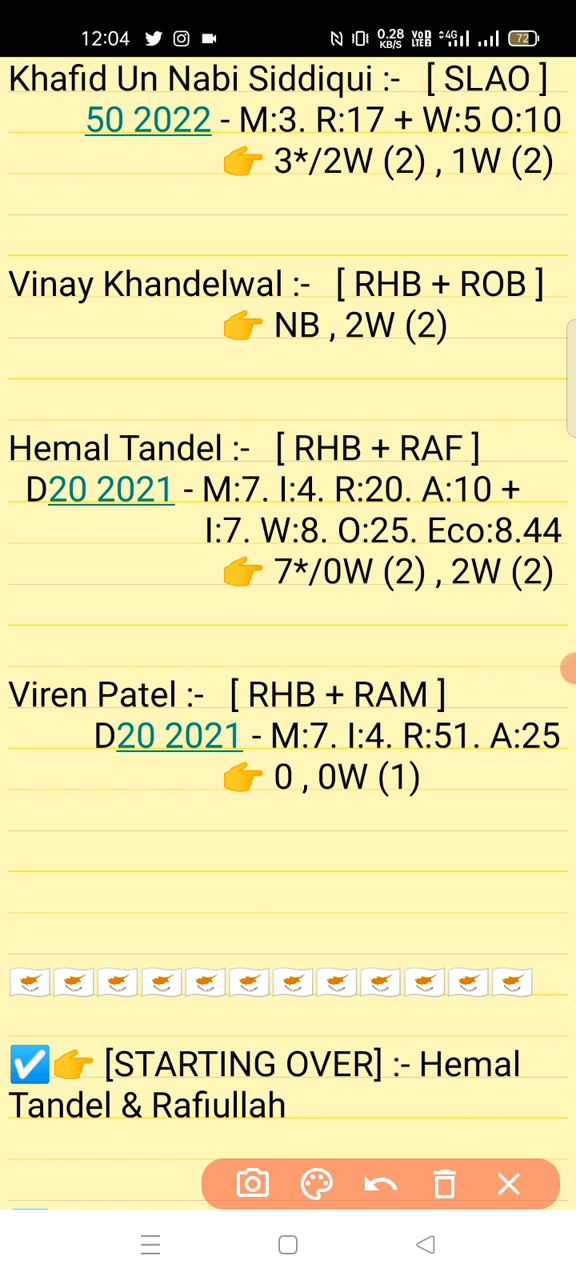 12:04 0.28 KB/S VoD LTE2 4G 72
Khafid Un Nabi Siddiqui :- [ SLAO ]
50 2022 - M:3. R:17 + W:5 O:10
👉 3*/2W (2) , 1W (2)
Vinay Khandelwal :- [ RHB + ROB ]
👉 NB , 2W (2)
Hemal Tandel :- [ RHB + RAF ]
D20 2021 - M:7. I:4. R:20. A:10 +
I:7. W:8. O:25. Eco:8.44
👉 7*/0W (2) , 2W (2)
Viren Patel :- [ RHB + RAM ]
D20 2021 - M:7. I:4. R:51. A:25
👉 0 , 0W (1)
🇨🇾🇨🇾🇨🇾🇨🇾🇨🇾🇨🇾🇨🇾🇨🇾🇨🇾🇨🇾🇨🇾🇨🇾
☑️👉 [STARTING OVER] :- Hemal
Tandel & Rafiullah